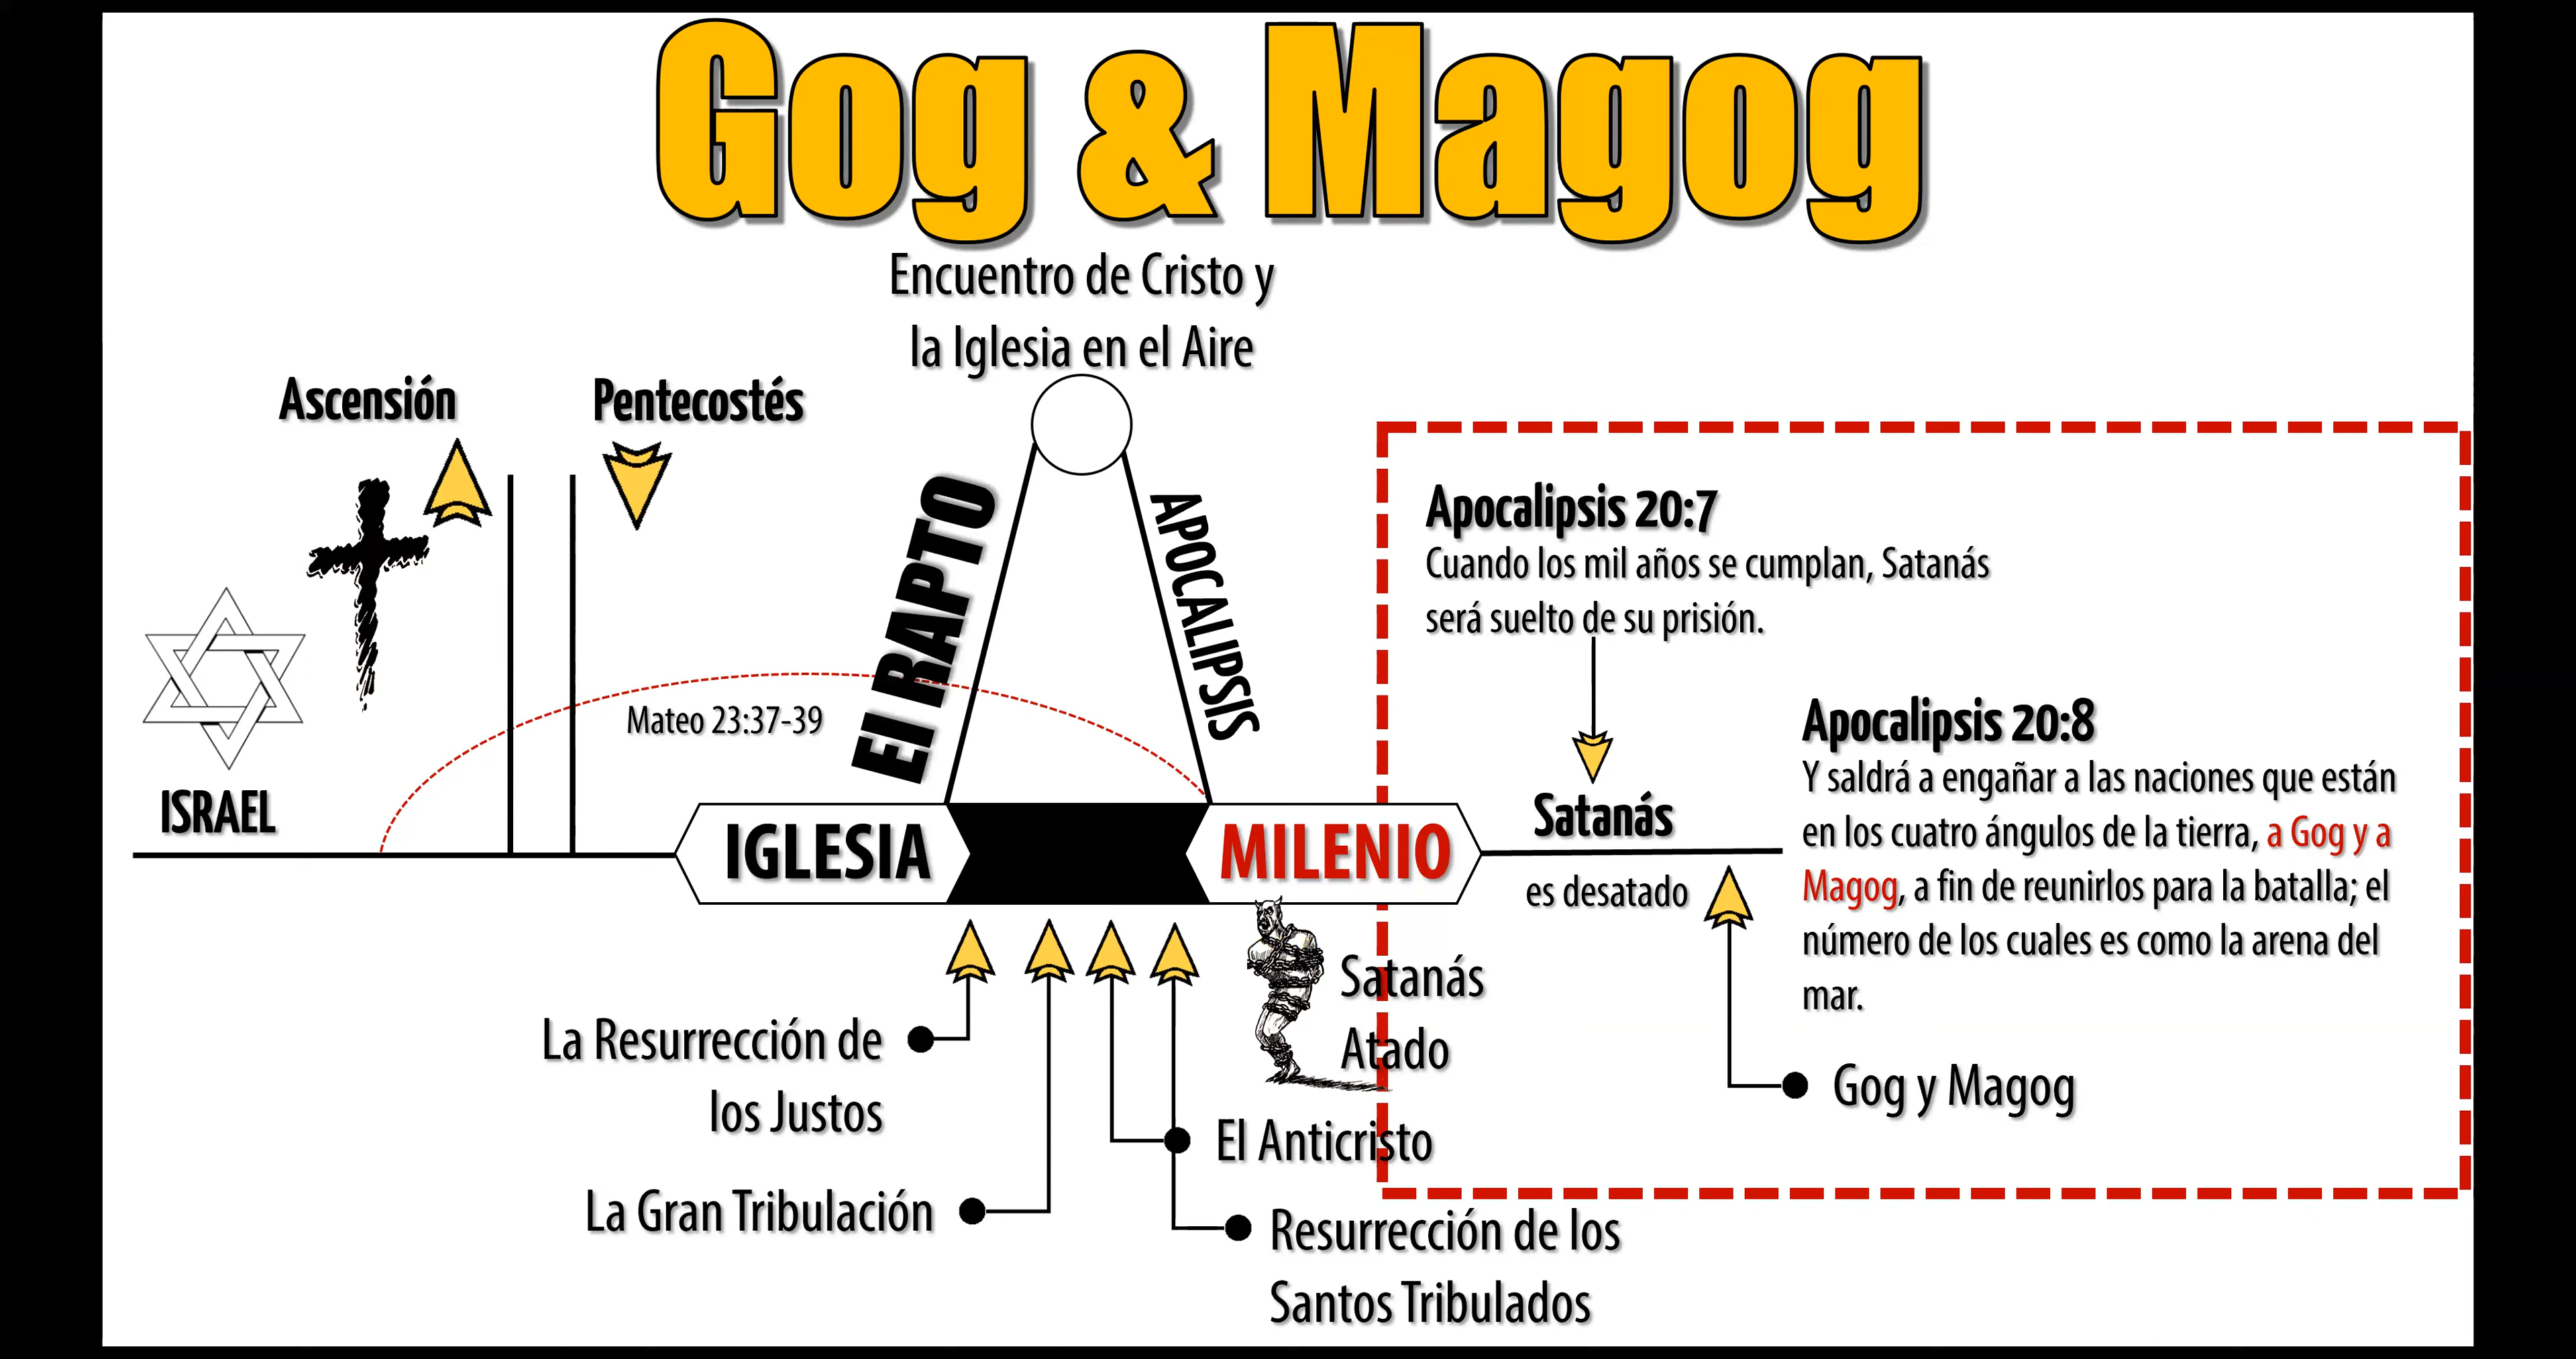 Gog & Magog
Encuentro de Cristo y
la Iglesia en el Aire
Ascensión
Pentecostés
El RAPTO
APOCALIPSIS
Mateo 23:37-39
ISRAEL
IGLESIA
MILENIO
Apocalipsis 20:7
Cuando los mil años se cumplan, Satanás
será suelto de su prisión.
Satanás
es desatado
Apocalipsis 20:8
Y saldrá a engañar a las naciones que están
en los cuatro ángulos de la tierra, a Gog y a
Magog, a fin de reunirlos para la batalla; el
número de los cuales es como la arena del
mar.
Satanás
Atado
La Resurrección de
los Justos
Gog y Magog
El Anticristo
La Gran Tribulación
Resurrección de los
Santos Tribulados